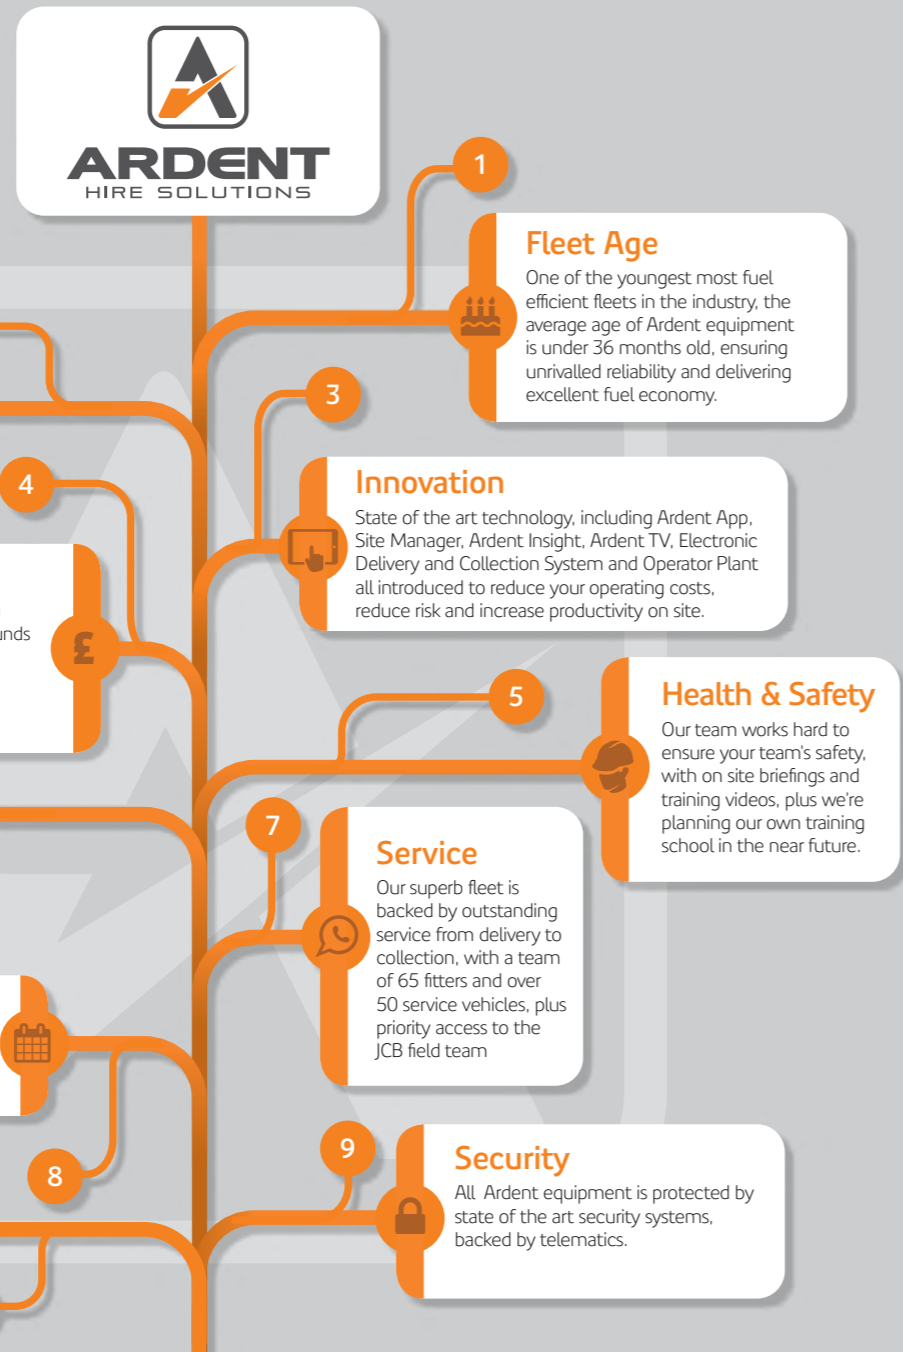 ARDENT
HIRE SOLUTIONS
1
Fleet Age
One of the youngest most fuel
efficient fleets in the industry, the
average age of Ardent equipment
is under 36 months old, ensuring
unrivalled reliability and delivering
excellent fuel economy.
3
Innovation
State of the art technology, including Ardent App,
Site Manager, Ardent Insight, Ardent TV, Electronic
Delivery and Collection System and Operator Plant
all introduced to reduce your operating costs,
reduce risk and increase productivity on site.
4
£
5
Health & Safety
Our team works hard to
ensure your team's safety,
with on site briefings and
training videos, plus we're
planning our own training
school in the near future.
7
Service
Our superb fleet is
backed by outstanding
service from delivery to
collection, with a team
of 65 fitters and over
50 service vehicles, plus
priority access to the
JCB field team
8
9
Security
All Ardent equipment is protected by
state of the art security systems,
backed by telematics.